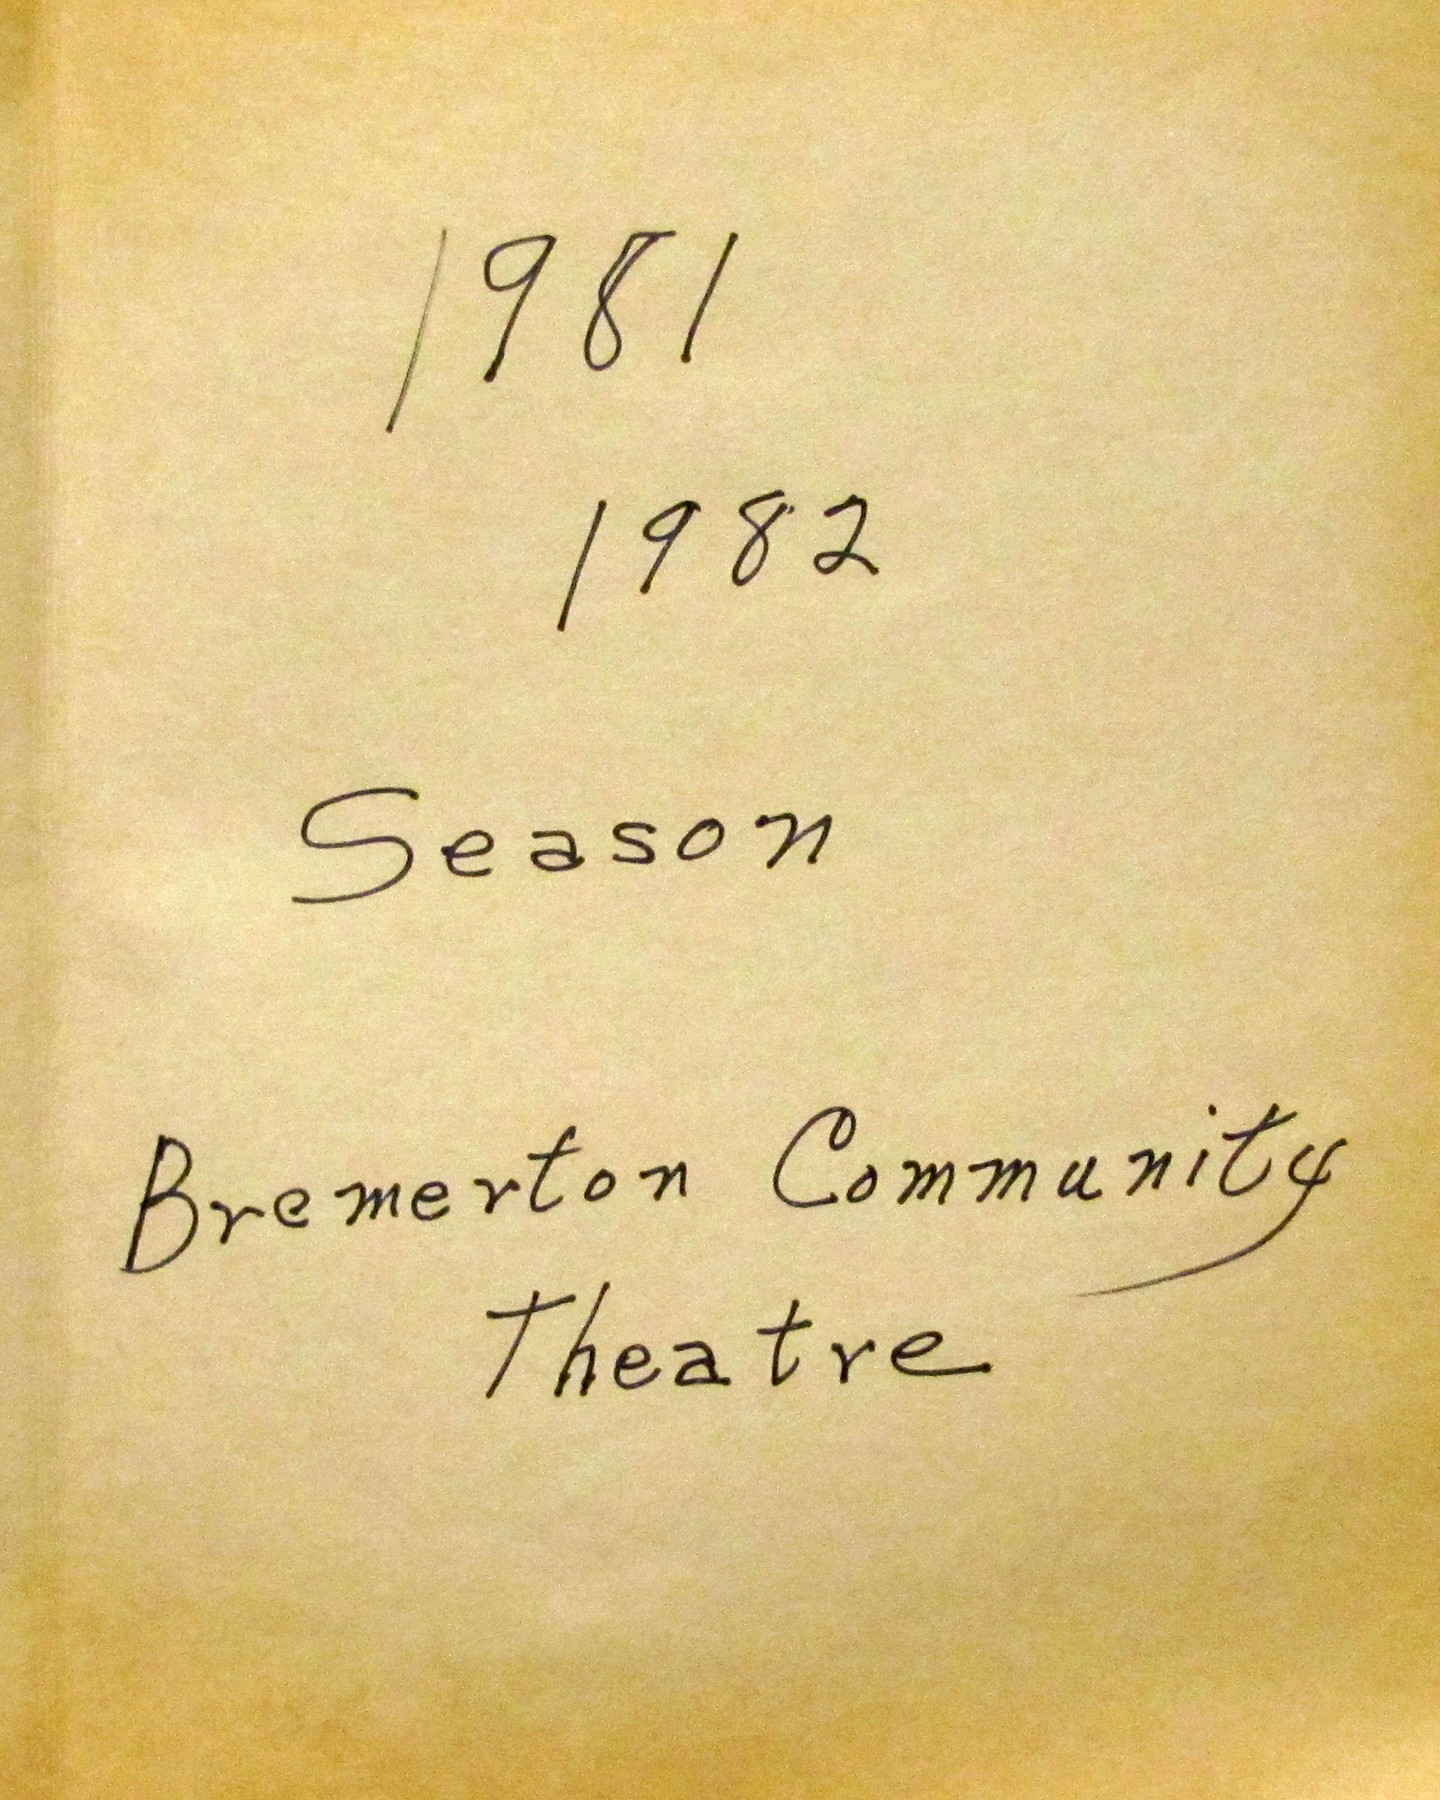 1981
1982
Season
Bremerton Community
Theatre